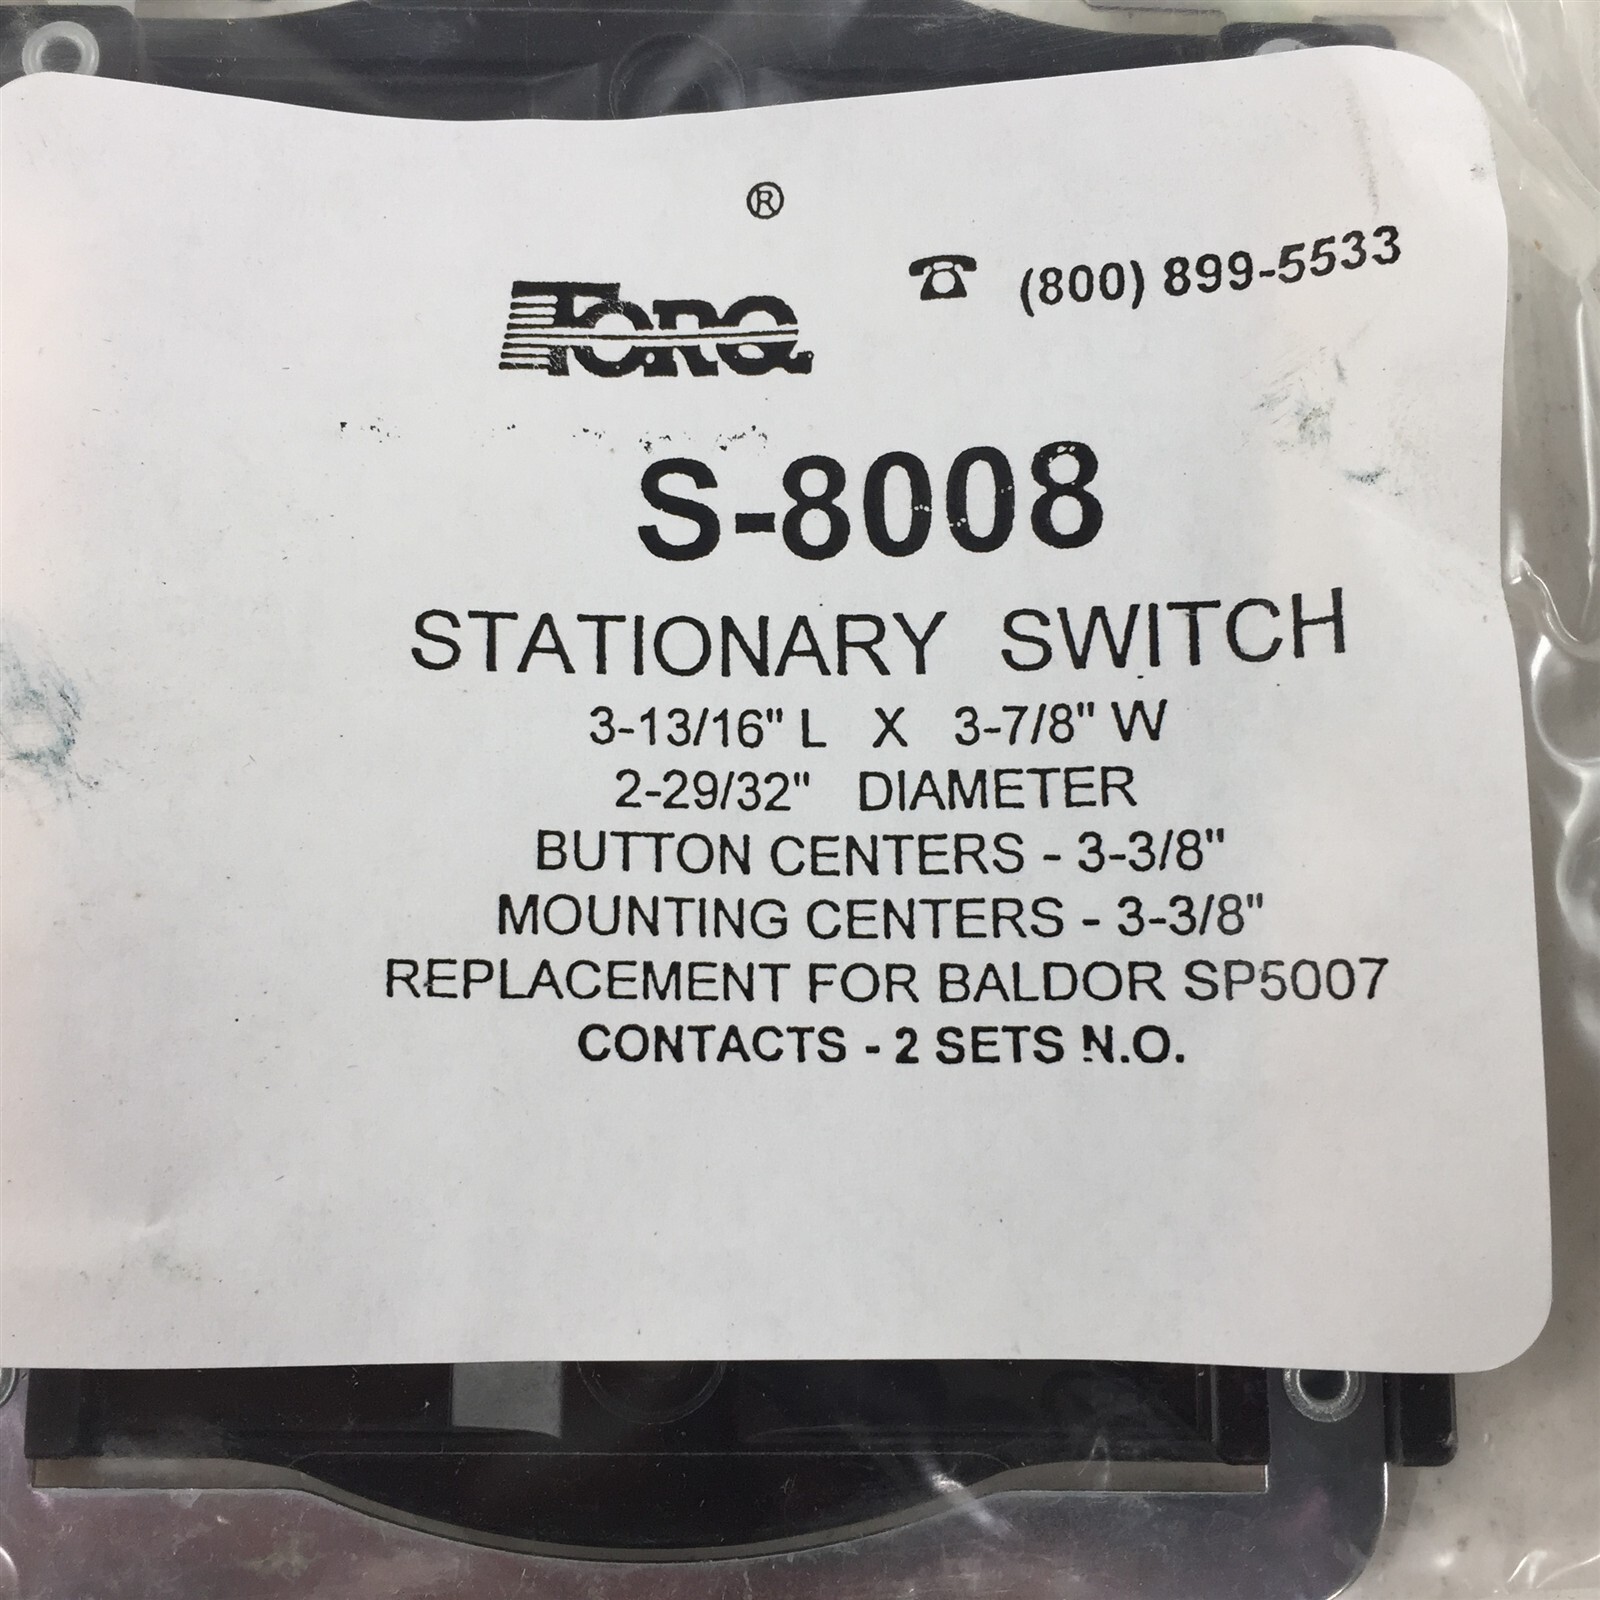 ®
TORQ
☎ (800) 899-5533
S-8008
STATIONARY SWITCH
3-13/16" L X 3-7/8" W
2-29/32" DIAMETER
BUTTON CENTERS - 3-3/8"
MOUNTING CENTERS - 3-3/8"
REPLACEMENT FOR BALDOR SP5007
CONTACTS - 2 SETS N.O.